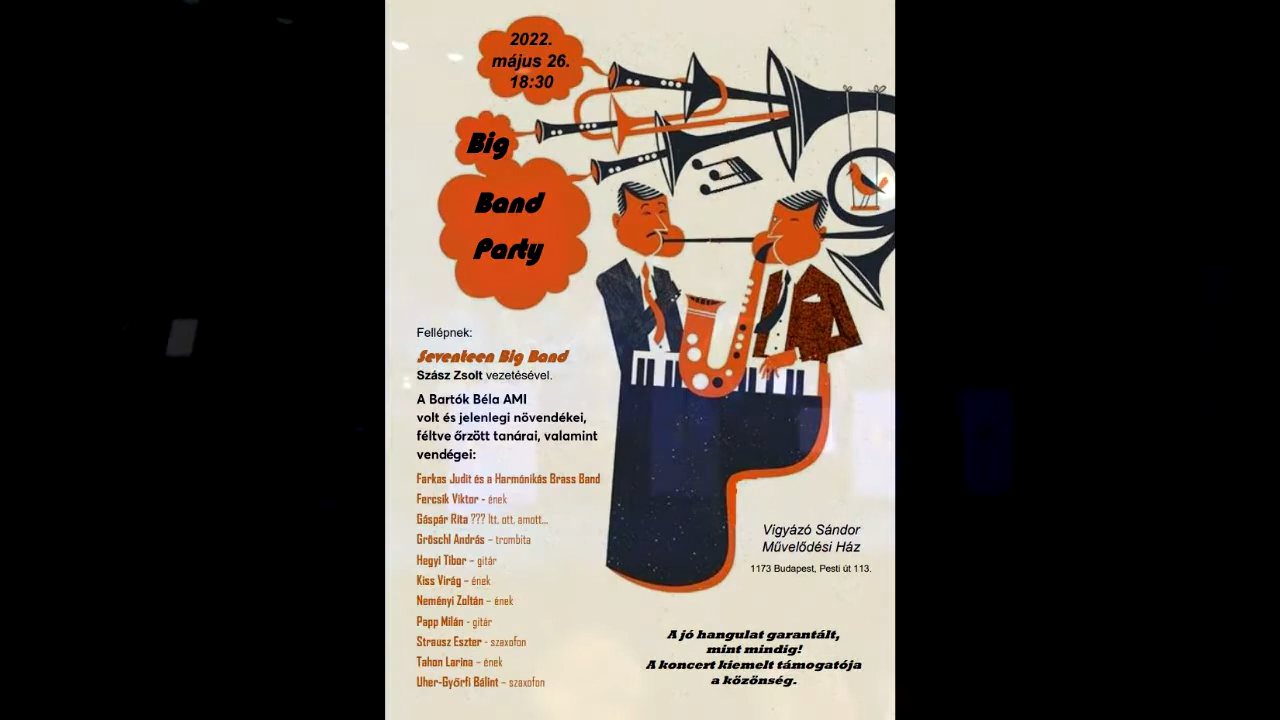 2022.
május 26.
18:30
Big
Band
Party
Fellépnek:
Seventeen Big Band
Szász Zsolt vezetésével.
A Bartók Béla AMI
volt és jelenlegi növendékei,
féltve őrzött tanárai, valamint
vendégei:
Farkas Judit és a Harmónikás Brass Band
Fercsik Viktor - ének
Gáspár Rita ??? Itt, ott, amott...
Gröschl András – trombita
Hegyi Tibor – gitár
Kiss Virág – ének
Neményi Zoltán – ének
Papp Milán - gitár
Strausz Eszter - szaxofon
Tahon Larina – ének
Uher-Győrfi Bálint – szaxofon
Vigyázó Sándor
Művelődési Ház
1173 Budapest, Pesti út 113.
A jó hangulat garantált,
mint mindig!
A koncert kiemelt támogatója
a közönség.